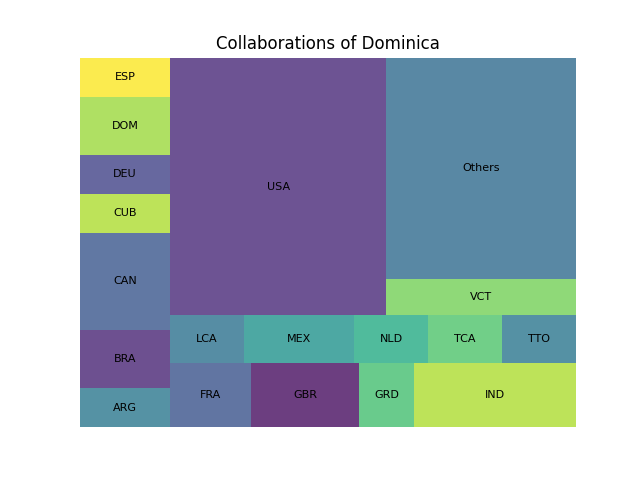 Collaborations of Dominica
ESP
DOM
DEU
CUB
CAN
BRA
ARG
USA
Others
VCT
LCA
MEX
NLD
TCA
TTO
FRA
GBR
GRD
IND